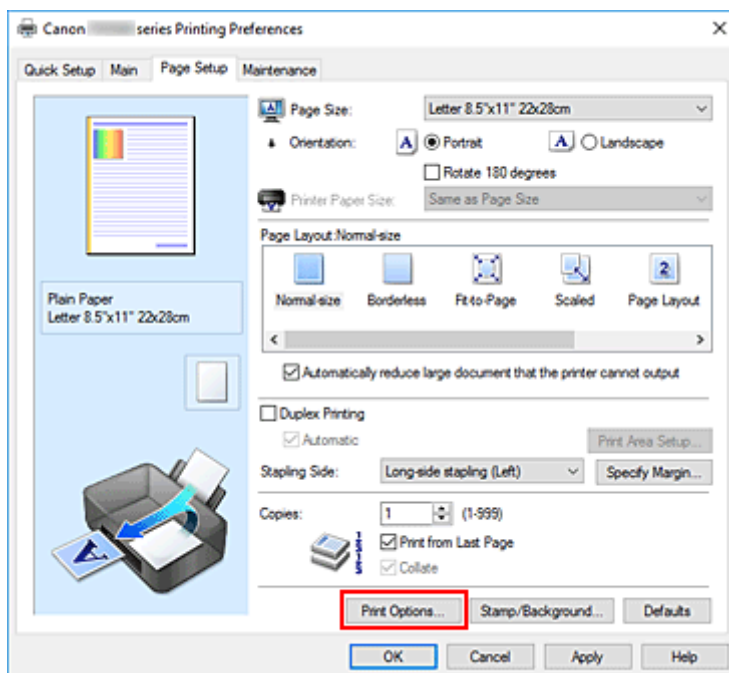 Canon series Printing Preferences
Quick Setup Main Page Setup Maintenance
Page Size: Letter 8.5"x11" 22x28cm
Orientation: A Portrait A Landscape
Rotate 180 degrees
Printer Paper Size: Same as Page Size
Page Layout:Normal-size
2
Normal-size Borderless Fit-to-Page Scaled Page Layout
Plain Paper
Letter 8.5"x11" 22x28cm
Automatically reduce large document that the printer cannot output
Duplex Printing
Automatic Print Area Setup...
Stapling Side: Long-side stapling (Left) Specify Margin...
Copies: 1 (1-999)
Print from Last Page
Collate
A
Print Options... Stamp/Background... Defaults
OK Cancel Apply Help